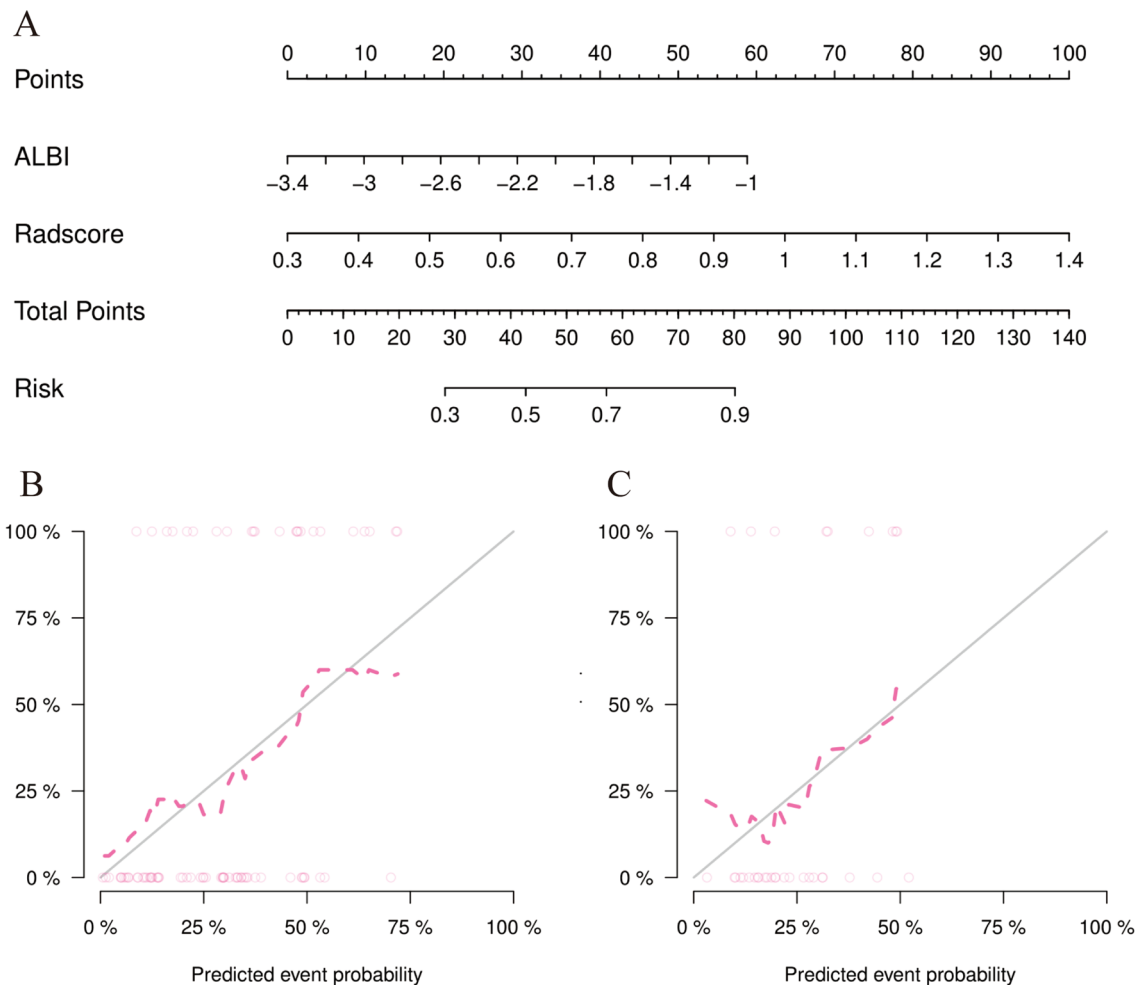 A
0 10 20 30 40 50 60 70 80 90 100
Points
ALBI
−3.4 −3 −2.6 −2.2 −1.8 −1.4 −1
Radscore
0.3 0.4 0.5 0.6 0.7 0.8 0.9 1 1.1 1.2 1.3 1.4
Total Points
0 10 20 30 40 50 60 70 80 90 100 110 120 130 140
Risk
0.3 0.5 0.7 0.9
B
100 %
75 %
50 %
25 %
0 %
0 % 25 % 50 % 75 % 100 %
Predicted event probability
C
100 %
75 %
50 %
25 %
0 %
0 % 25 % 50 % 75 % 100 %
Predicted event probability